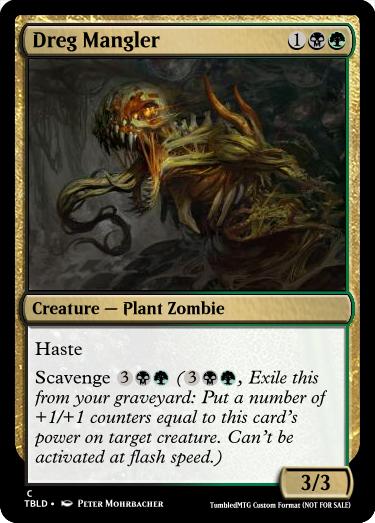 Dreg Mangler 1
Creature — Plant Zombie
Haste
Scavenge 3 (3, Exile this
from your graveyard: Put a number of
+1/+1 counters equal to this card's
power on target creature. Can't be
activated at flash speed.)
3/3
C
TBLD • Peter Mohrbacher
TumbledMTG Custom Format (NOT FOR SALE)